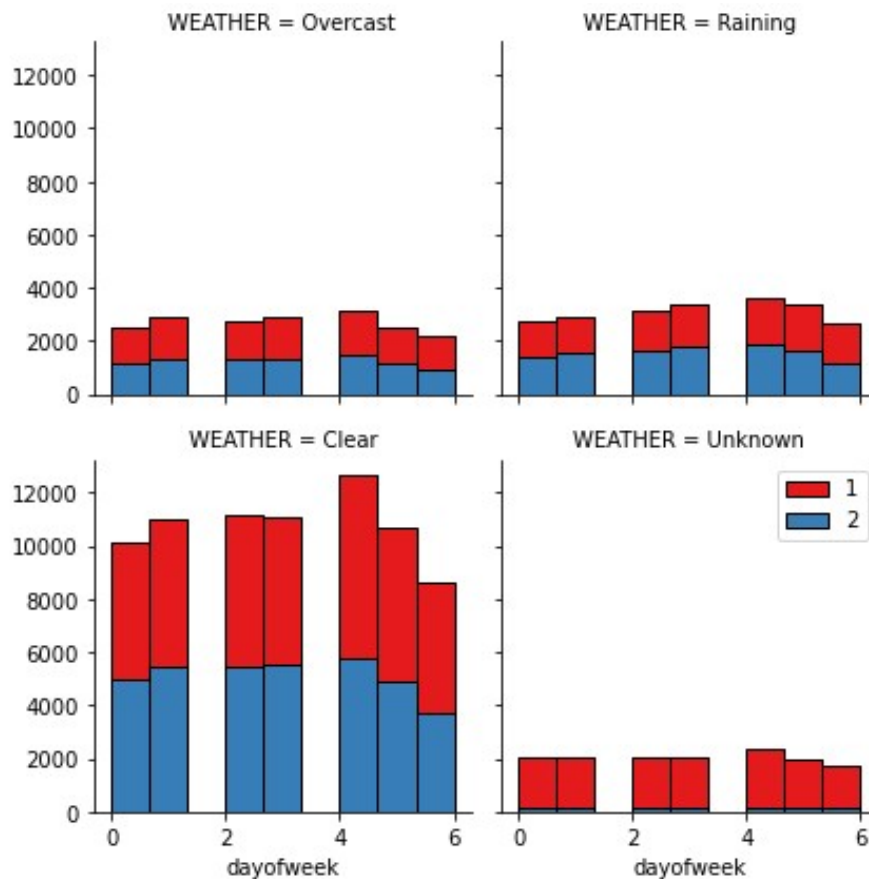 WEATHER = Overcast
WEATHER = Raining
12000
10000
8000
6000
4000
2000
0
WEATHER = Clear
WEATHER = Unknown
12000
10000
8000
6000
4000
2000
0
1
2
0 2 4 6
0 2 4 6
dayofweek
dayofweek